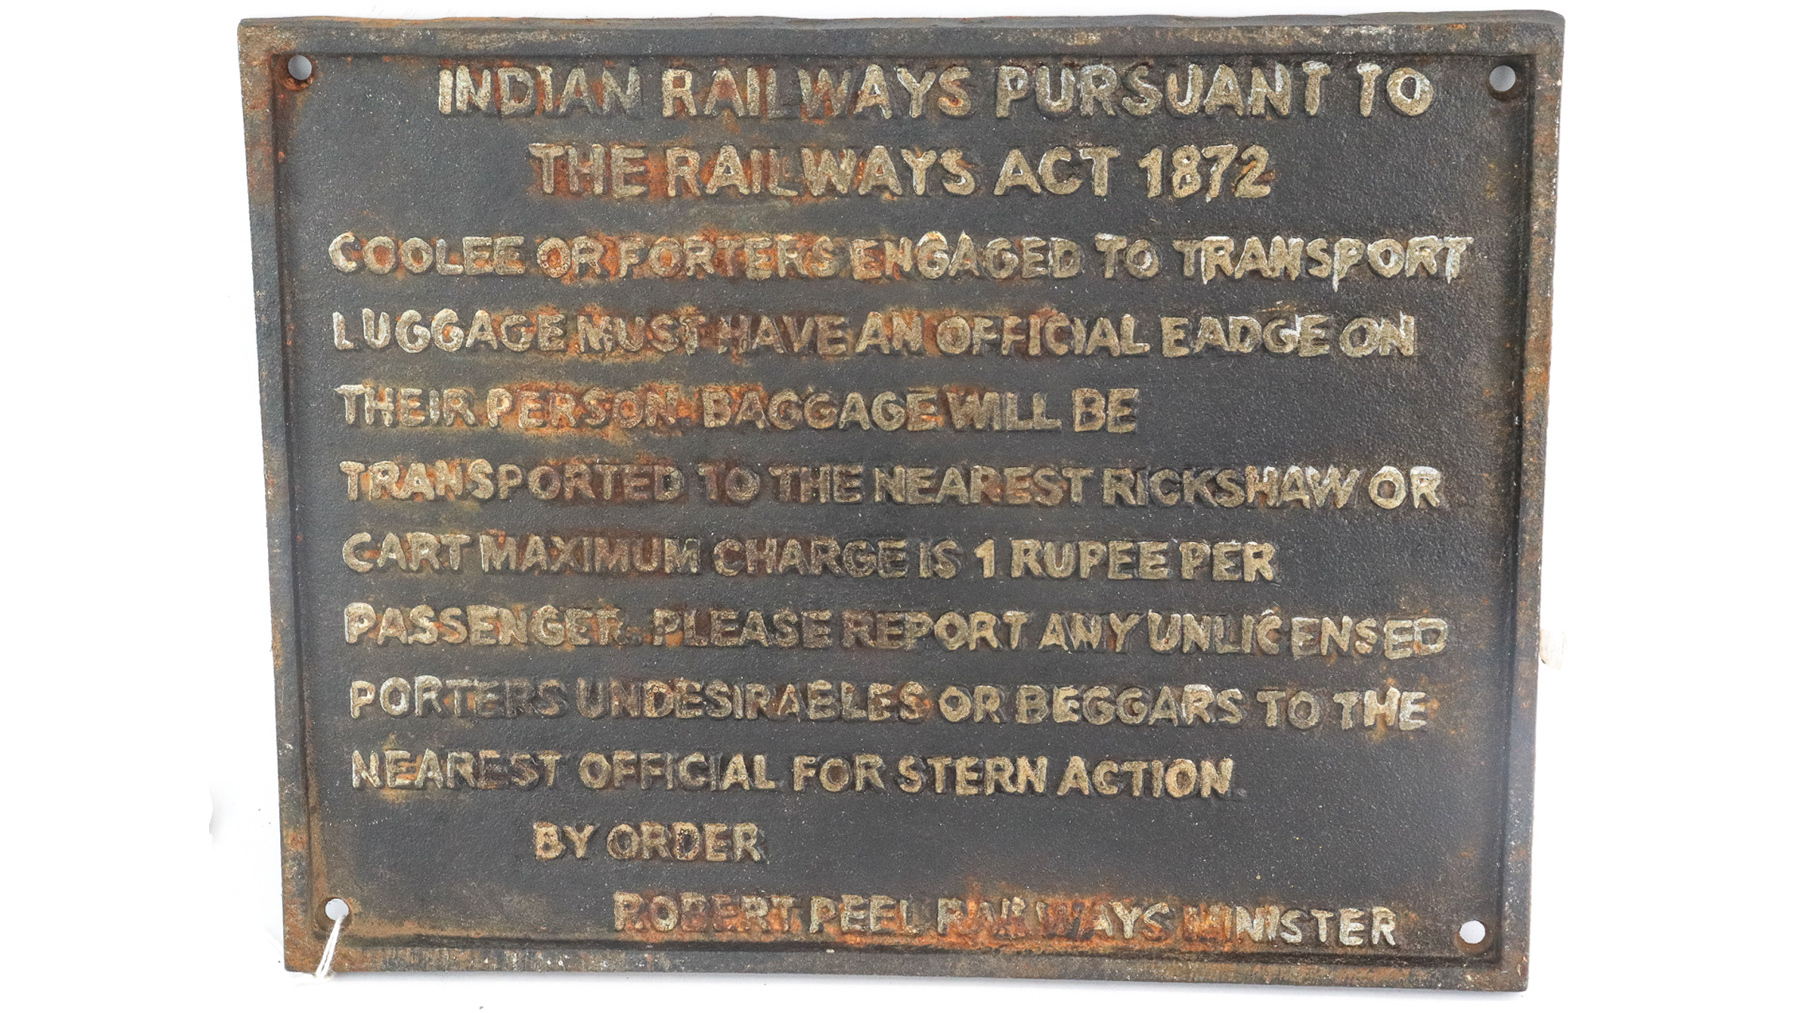 INDIAN RAILWAYS PURSUANT TO
THE RAILWAYS ACT 1872
COOLEE OR PORTERS ENGAGED TO TRANSPORT
LUGGAGE MUST HAVE AN OFFICIAL EADGE ON
THEIR PERSON. BAGGAGE WILL BE
TRANSPORTED TO THE NEAREST RICKSHAW OR
CART MAXIMUM CHARGE IS 1 RUPEE PER
PASSENGER. PLEASE REPORT ANY UNLICENSED
PORTERS UNDESIRABLES OR BEGGARS TO THE
NEAREST OFFICIAL FOR STERN ACTION.
BY ORDER
ROBERT PEEL RAILWAYS MINISTER